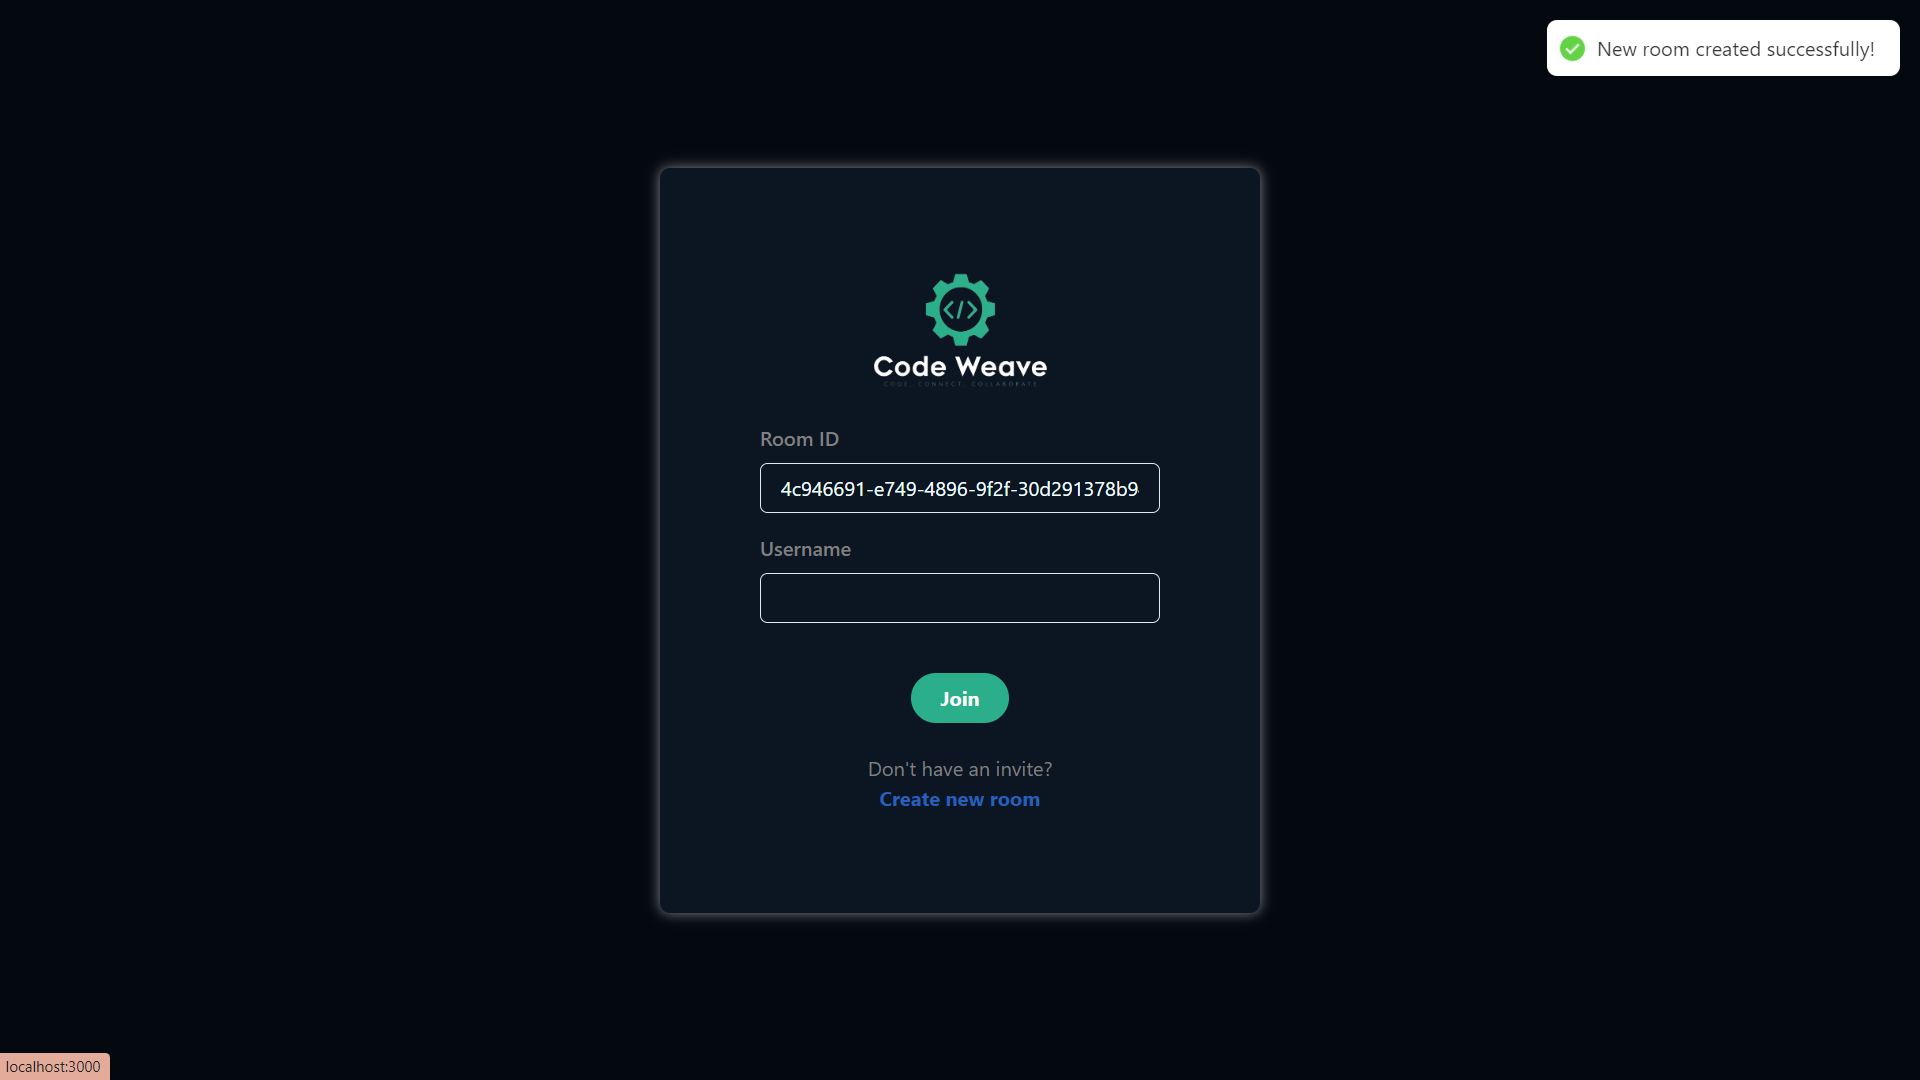 New room created successfully!
</>
Code Weave
CODE. CONNECT. COLLABORATE
Room ID
4c946691-e749-4896-9f2f-30d291378b9
Username
Join
Don't have an invite?
Create new room
localhost:3000